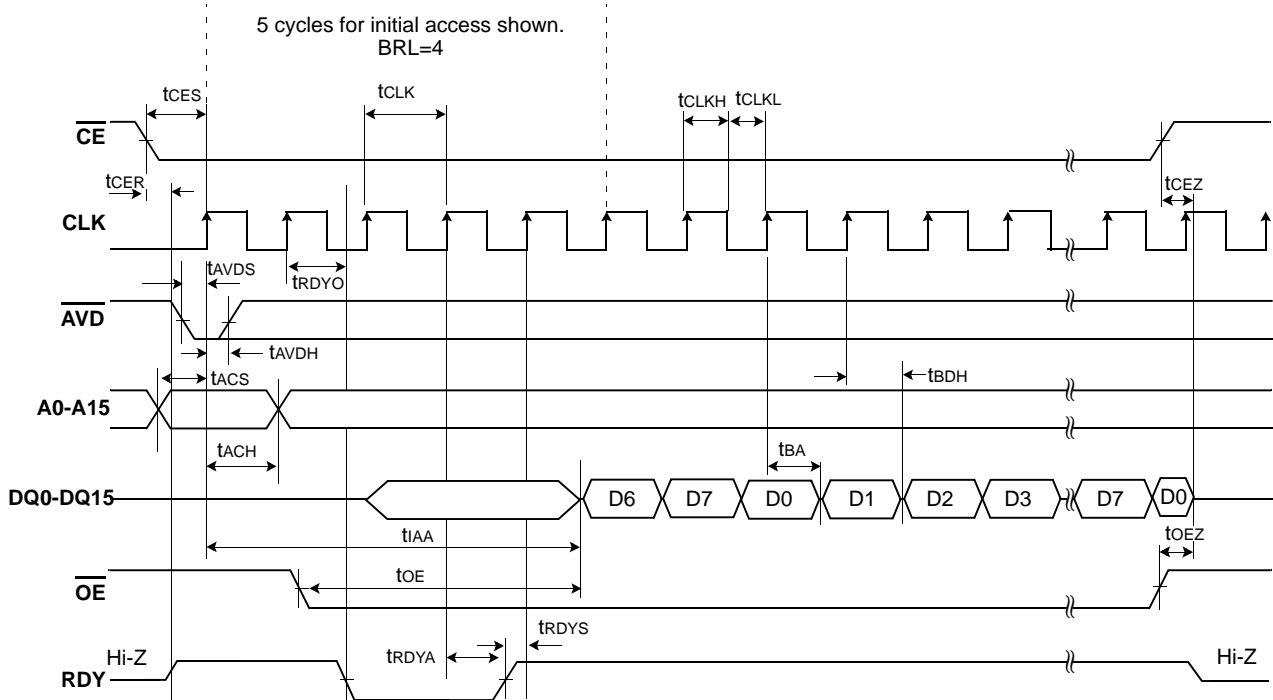 5 cycles for initial access shown.
BRL=4
tCES
tCLK
tCLKH
tCLKL
CE
tCER
tCEZ
CLK
tAVDS
tRDYO
AVD
tAVDH
tACS
tBDH
A0-A15
tACH
tBA
DQ0-DQ15
D6
D7
D0
D1
D2
D3
D7
D0
tIAA
tOEZ
tOE
OE
tRDYS
Hi-Z
tRDYA
Hi-Z
RDY